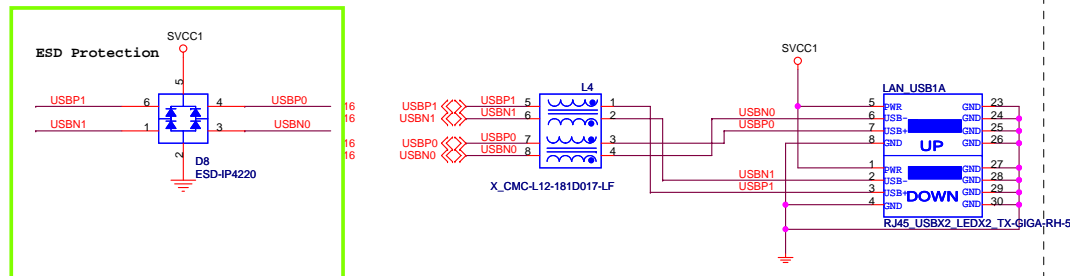 ESD Protection
SVCC1
5
USBP1 6 4 USBP0
USBN1 1 3 USBN0
2
D8
ESD-IP4220
16
16
16
16
L4
USBP1 USBP1 5 1
USBN1 USBN1 6 2
USBP0 USBP0 7 3
USBN0 USBN0 8 4
X_CMC-L12-181D017-LF
SVCC1
USBN0
USBP0
USBN1
USBP1
LAN_USB1A
5 PWR GND 23
6 USB- GND 24
7 USB+ GND 25
8 GND GND 26
UP
1 PWR GND 27
2 USB- GND 28
3 USB+ GND 29
4 GND GND 30
DOWN
RJ45_USBX2_LEDX2_TX-GIGA-RH-5